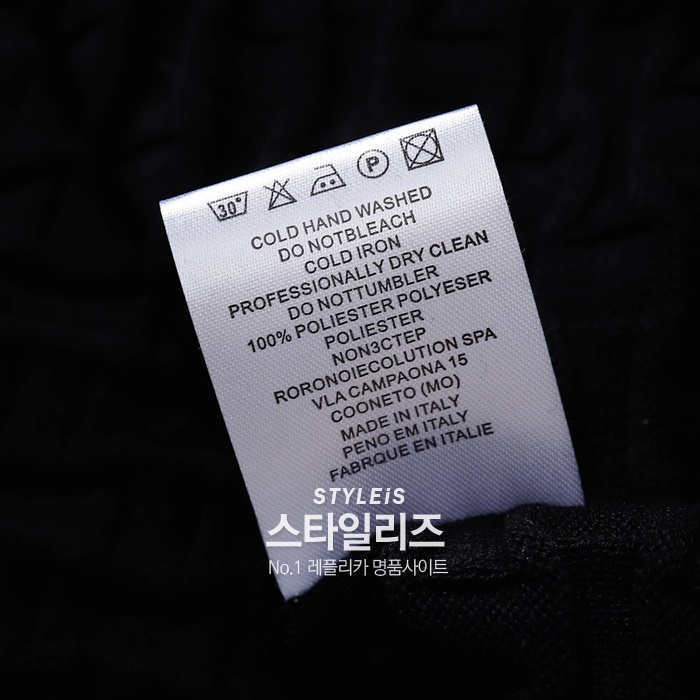 30°
P
COLD HAND WASHED
DO NOTBLEACH
COLD IRON
PROFESSIONALLY DRY CLEAN
DO NOTTUMBLER
100% POLIESTER POLYESER
POLIESTER
NON3CTEP
RORONOIECOLUTION SPA
VLA CAMPAONA 15
COONETO (MO)
MADE IN ITALY
PENO EM ITALY
FABRQUE EN ITALIE
STYLEiS
스타일리즈
No.1 레플리카 명품사이트